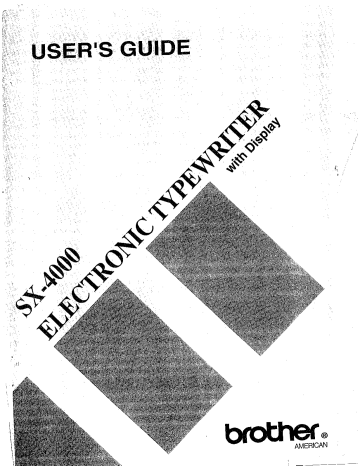 USER'S GUIDE
SX-4000
ELECTRONIC TYPEWRITER
with Display
brother®
AMERICAN